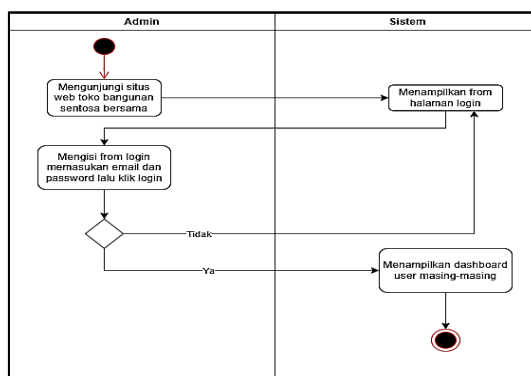 Admin
Sistem
Mengunjungi situs
web toko bangunan
sentosa bersama
Menampilkan from
halaman login
Mengisi from login
memasukan email dan
password lalu klik login
Tidak
Ya
Menampilkan dashboard
user masing-masing